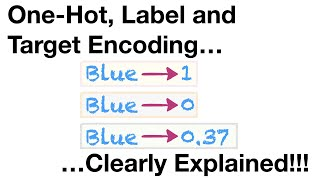 One-Hot, Label and
Target Encoding...
Blue → 1
Blue → 0
Blue → 0.37
...Clearly Explained!!!